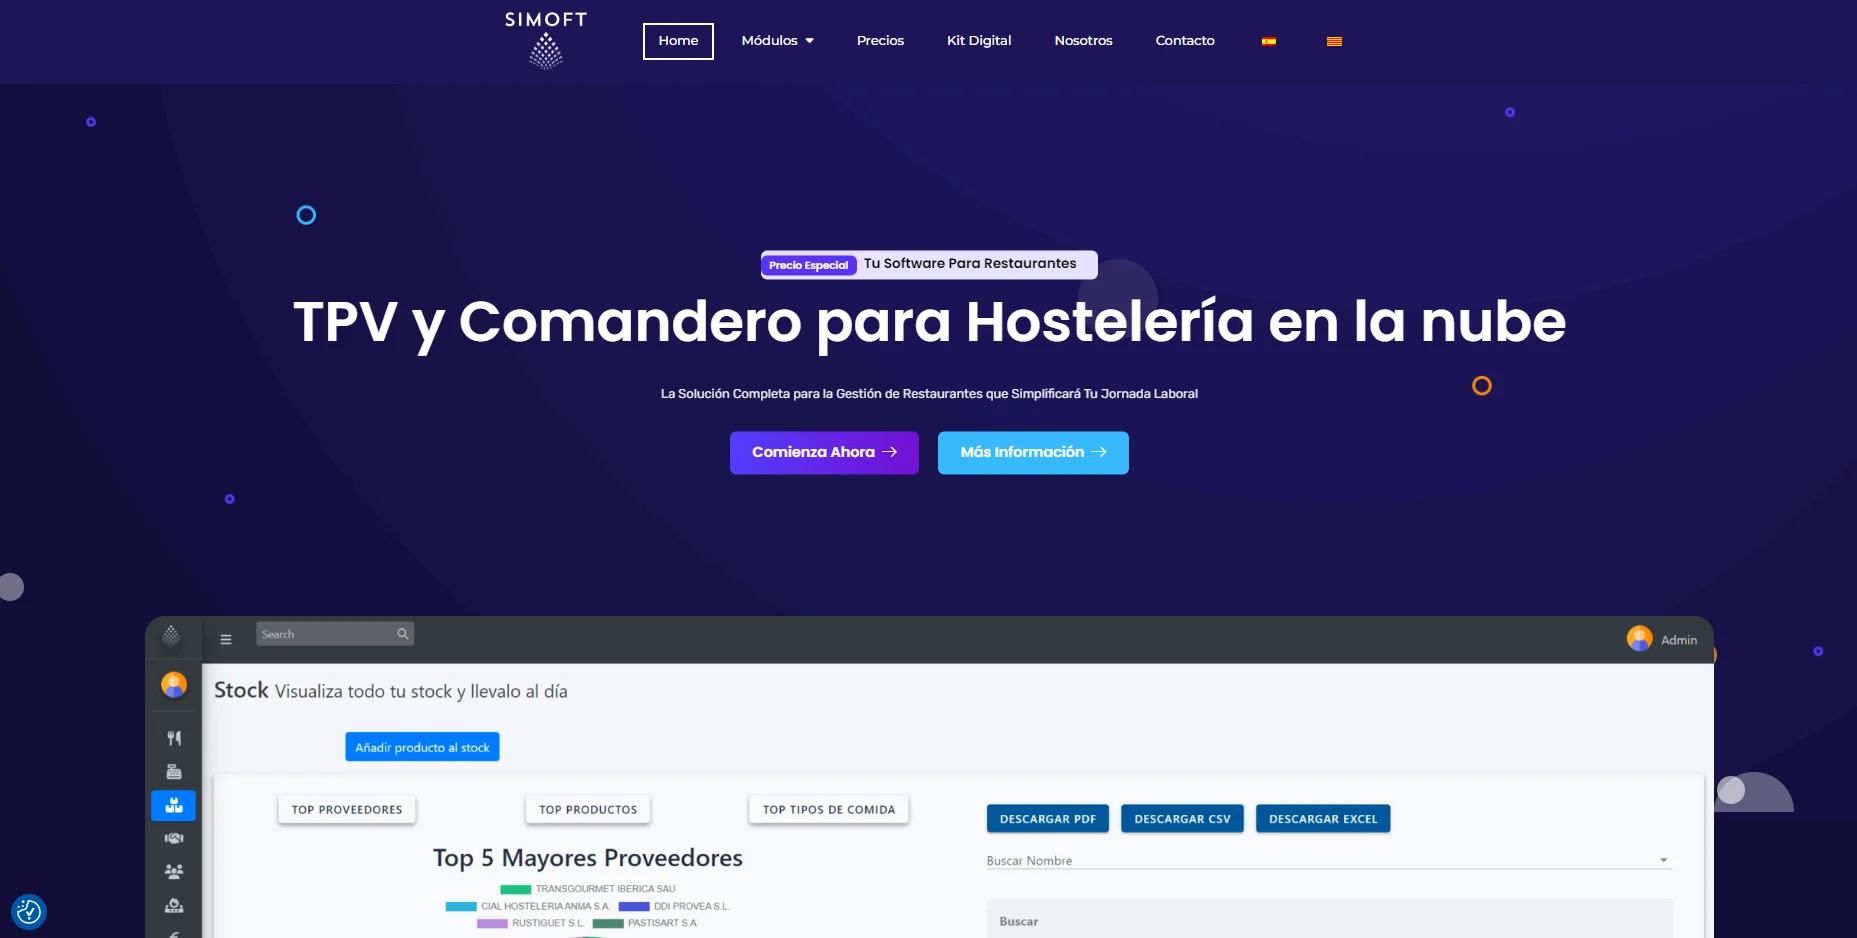 SIMOFT
Home
Módulos
Precios
Kit Digital
Nosotros
Contacto
Precio Especial
Tu Software Para Restaurantes
TPV y Comandero para Hostelería en la nube
La Solución Completa para la Gestión de Restaurantes que Simplificará Tu Jornada Laboral
Comienza Ahora
Más Información
Search
Admin
Stock Visualiza todo tu stock y llevalo al día
Añadir producto al stock
TOP PROVEEDORES
TOP PRODUCTOS
TOP TIPOS DE COMIDA
DESCARGAR PDF
DESCARGAR CSV
DESCARGAR EXCEL
Top 5 Mayores Proveedores
TRANSGOURMET IBERICA SAU
CIAL HOSTELERIA ANMA S.A.
DDI PROVEA S.L.
RUSTIGUET S.L.
PASTISART S.A.
Buscar Nombre
Buscar